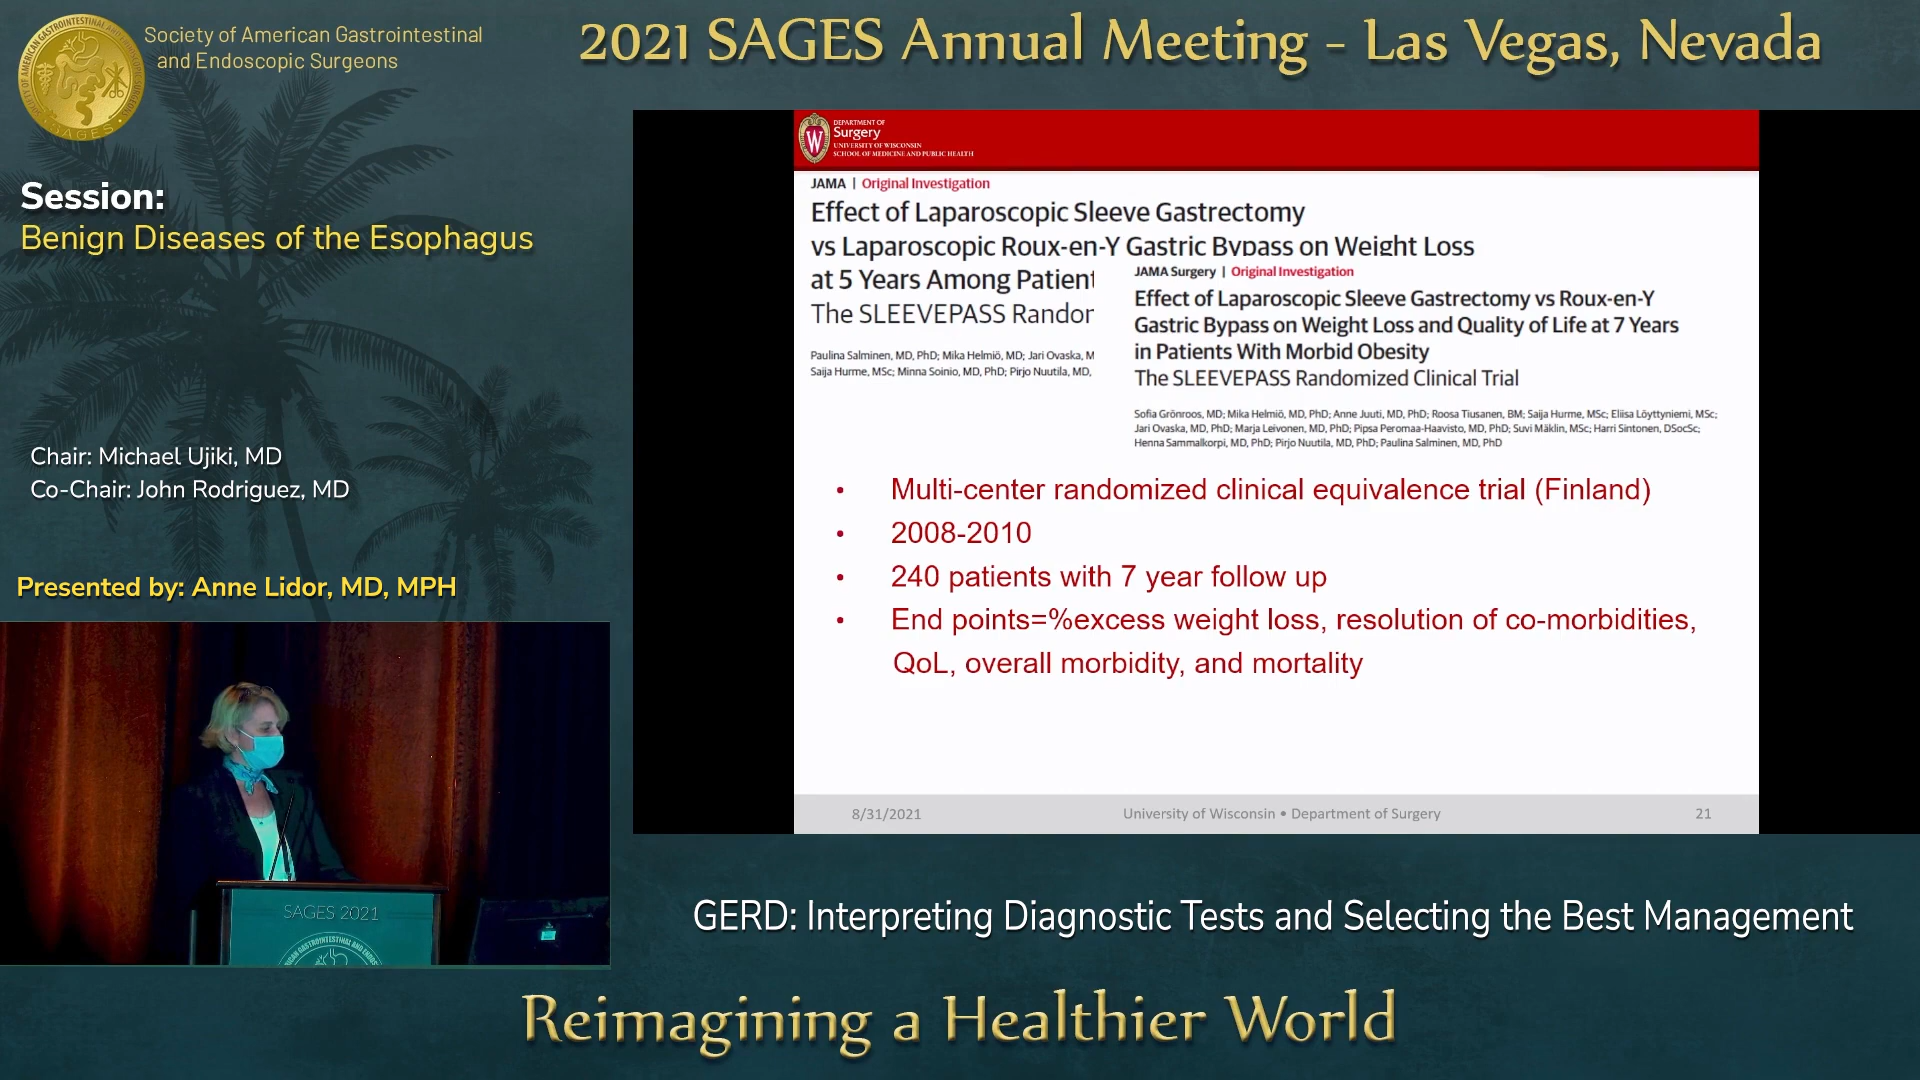 Society of American Gastrointestinal
and Endoscopic Surgeons
2021 SAGES Annual Meeting - Las Vegas, Nevada
SAGES
Session:
Benign Diseases of the Esophagus
Chair: Michael Ujiki, MD
Co-Chair: John Rodriguez, MD
Presented by: Anne Lidor, MD, MPH
SAGES 2021
DEPARTMENT OF
Surgery
UNIVERSITY OF WISCONSIN
SCHOOL OF MEDICINE AND PUBLIC HEALTH
JAMA | Original Investigation
Effect of Laparoscopic Sleeve Gastrectomy
vs Laparoscopic Roux-en-Y Gastric Bypass on Weight Loss
at 5 Years Among Patient
The SLEEVEPASS Randor
Paulina Salminen, MD, PhD; Mika Helmiö, MD; Jari Ovaska, M
Saija Hurme, MSc; Minna Soinio, MD, PhD; Pirjo Nuutila, MD,
JAMA Surgery | Original Investigation
Effect of Laparoscopic Sleeve Gastrectomy vs Roux-en-Y
Gastric Bypass on Weight Loss and Quality of Life at 7 Years
in Patients With Morbid Obesity
The SLEEVEPASS Randomized Clinical Trial
Sofia Grönroos, MD; Mika Helmiö, MD, PhD; Anne Juuti, MD, PhD; Roosa Tiusanen, BM; Saija Hurme, MSc; Eliisa Löyttyniemi, MSc;
Jari Ovaska, MD, PhD; Marja Leivonen, MD, PhD; Pipsa Peromaa-Haavisto, MD, PhD; Suvi Mäklin, MSc; Harri Sintonen, DSocSc;
Henna Sammalkorpi, MD, PhD; Pirjo Nuutila, MD, PhD; Paulina Salminen, MD, PhD
• Multi-center randomized clinical equivalence trial (Finland)
• 2008-2010
• 240 patients with 7 year follow up
• End points=%excess weight loss, resolution of co-morbidities,
QoL, overall morbidity, and mortality
8/31/2021
University of Wisconsin • Department of Surgery
21
GERD: Interpreting Diagnostic Tests and Selecting the Best Management
Reimagining a Healthier World